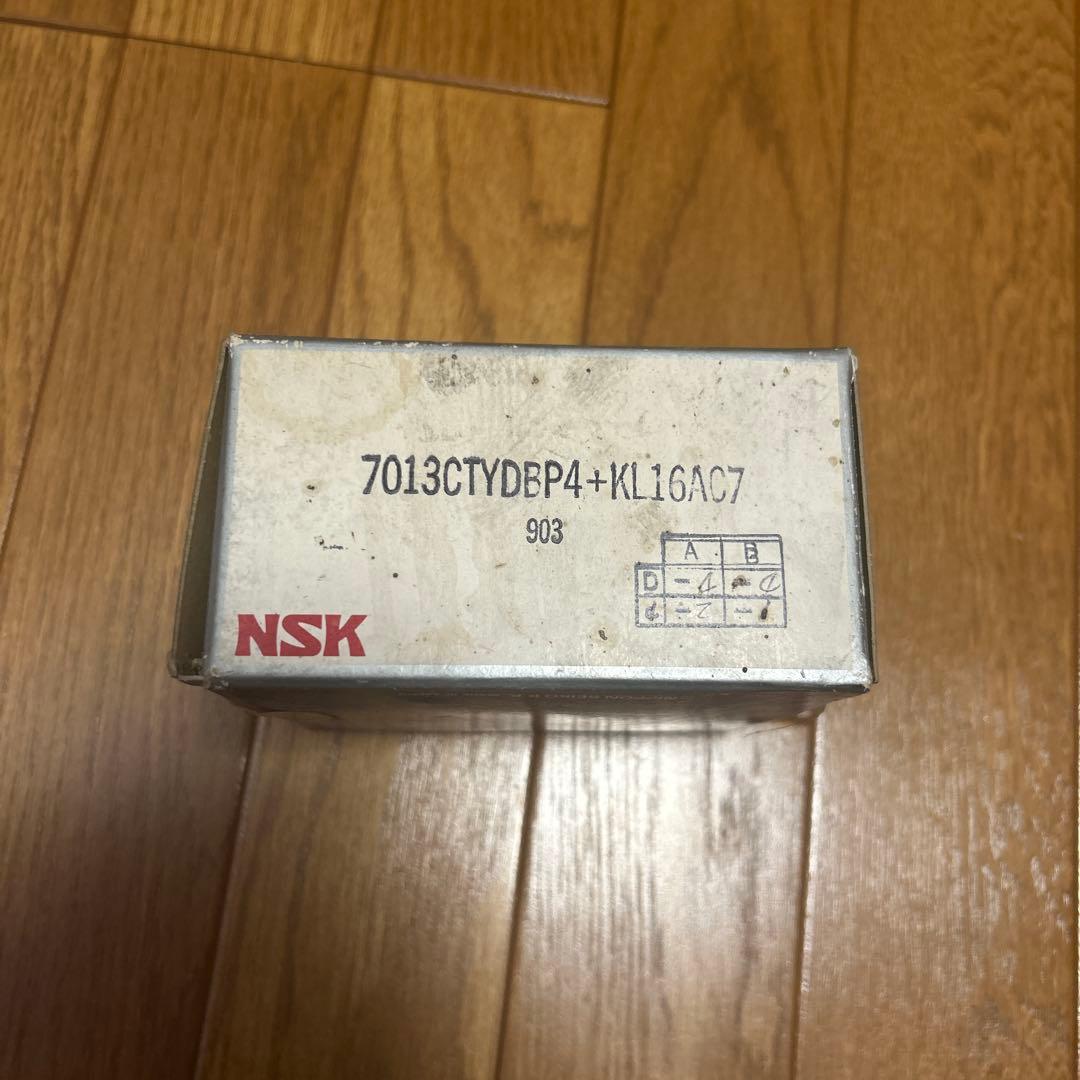 7013CTYDBP4+KL16AC7
903
A B
D
NSK